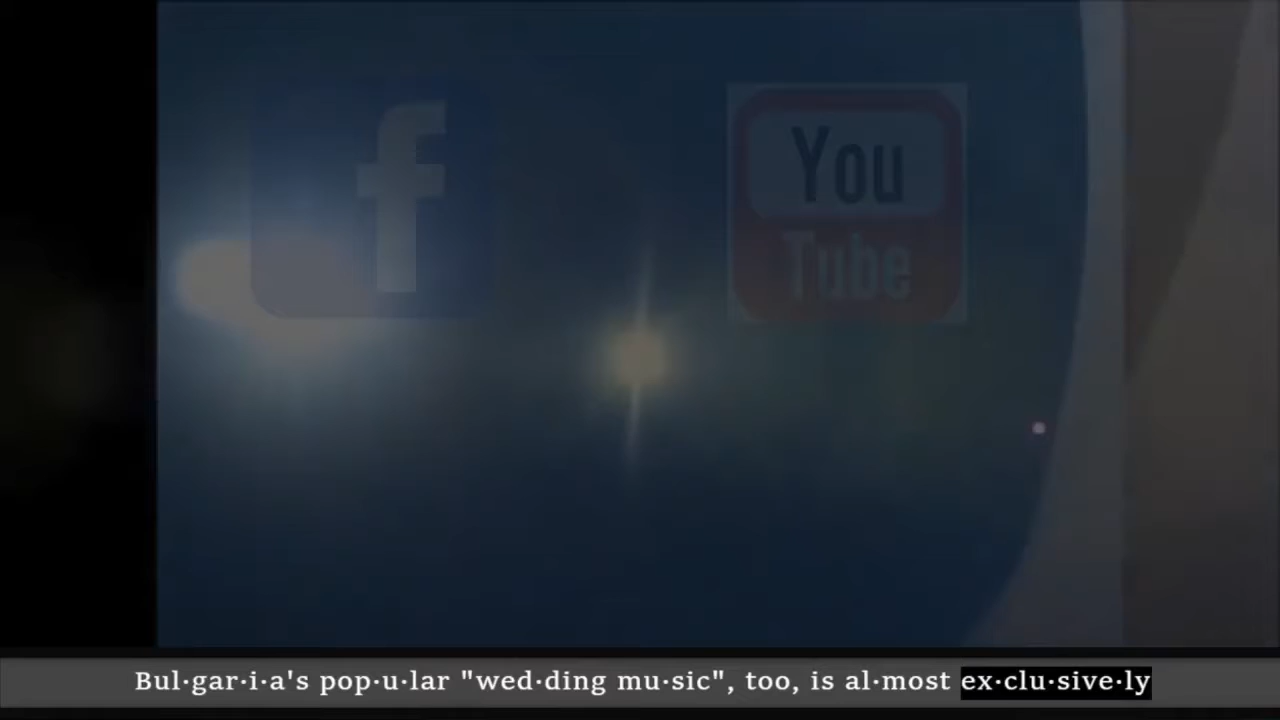 f
You
Tube
Bul·gar·i·a's pop·u·lar "wed·ding mu·sic", too, is al·most ex·clu·sive·ly